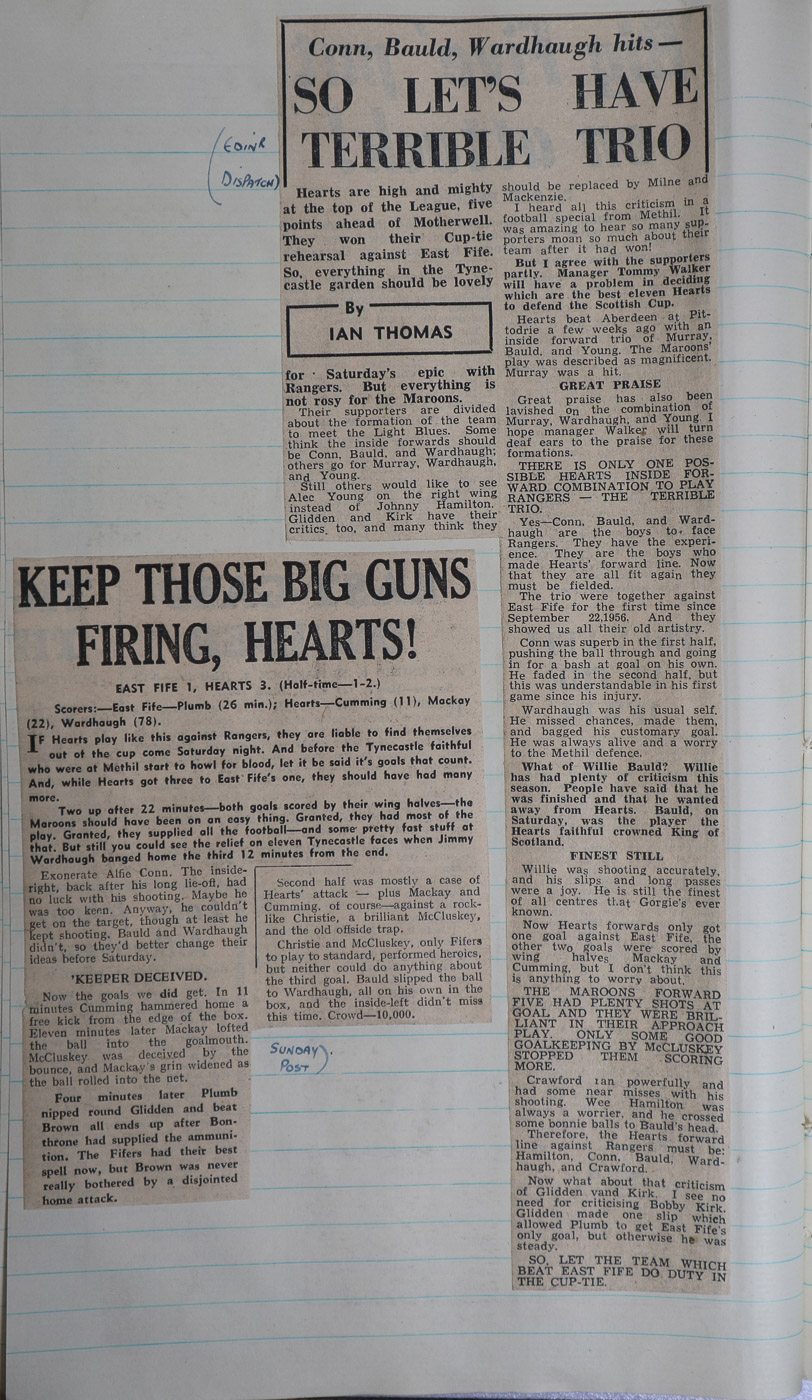 Conn, Bauld, Wardhaugh hits —
SO LET'S HAVE
TERRIBLE TRIO
(EDINR
DISPATCH)
Hearts are high and mighty
at the top of the League, five
points ahead of Motherwell.
They won their Cup-tie
rehearsal against East Fife.
So, everything in the Tyne-
castle garden should be lovely
By
IAN THOMAS
for Saturday's epic with
Rangers. But everything is
not rosy for the Maroons.
Their supporters are divided
about the formation of the team
to meet the Light Blues. Some
think the inside forwards should
be Conn, Bauld, and Wardhaugh;
others go for Murray, Wardhaugh,
and Young.
Still others would like to see
Alec Young on the right wing
instead of Johnny Hamilton.
Glidden and Kirk have their
critics, too, and many think they
should be replaced by Milne and
Mackenzie.
I heard all this criticism in a
football special from Methil. It
was amazing to hear so many sup-
porters moan so much about their
team after it had won!
But I agree with the supporters
partly. Manager Tommy Walker
will have a problem in deciding
which are the best eleven Hearts
to defend the Scottish Cup.
Hearts beat Aberdeen at Pit-
todrie a few weeks ago with an
inside forward trio of Murray,
Bauld, and Young. The Maroons'
play was described as magnificent.
Murray was a hit.
GREAT PRAISE
Great praise has also been
lavished on the combination of
Murray, Wardhaugh, and Young. I
hope manager Walker will turn
deaf ears to the praise for these
formations.
THERE IS ONLY ONE POS-
SIBLE HEARTS INSIDE FOR-
WARD COMBINATION TO PLAY
RANGERS — THE TERRIBLE
TRIO.
Yes—Conn, Bauld, and Ward-
haugh are the boys to face
Rangers. They have the experi-
ence. They are the boys who
made Hearts' forward line. Now
that they are all fit again they
must be fielded.
The trio were together against
East Fife for the first time since
September 22,1956. And they
showed us all their old artistry.
Conn was superb in the first half,
pushing the ball through and going
in for a bash at goal on his own.
He faded in the second half, but
this was understandable in his first
game since his injury.
Wardhaugh was his usual self.
He missed chances, made them,
and bagged his customary goal.
He was always alive and a worry
to the Methil defence.
What of Willie Bauld? Willie
has had plenty of criticism this
season. People have said that he
was finished and that he wanted
away from Hearts. Bauld, on
Saturday, was the player the
Hearts faithful crowned King of
Scotland.
FINEST STILL
Willie was shooting accurately,
and his slips and long passes
were a joy. He is still the finest
of all centres that Gorgie's ever
known.
Now Hearts forwards only got
one goal against East Fife, the
other two goals were scored by
wing halves Mackay and
Cumming, but I don't think this
is anything to worry about.
THE MAROONS FORWARD
FIVE HAD PLENTY SHOTS AT
GOAL AND THEY WERE BRIL-
LIANT IN THEIR APPROACH
PLAY. ONLY SOME GOOD
GOALKEEPING BY McCLUSKEY
STOPPED THEM SCORING
MORE.
Crawford ran powerfully and
had some near misses with his
shooting. Wee Hamilton was
always a worrier, and he crossed
some bonnie balls to Bauld's head.
Therefore, the Hearts forward
line against Rangers must be:
Hamilton, Conn, Bauld, Ward-
haugh, and Crawford.
Now what about that criticism
of Glidden vand Kirk. I see no
need for criticising Bobby Kirk.
Glidden made one slip which
allowed Plumb to get East Fife's
only goal, but otherwise he was
steady.
SO, LET THE TEAM WHICH
BEAT EAST FIFE DO DUTY IN
THE CUP-TIE.
KEEP THOSE BIG GUNS
FIRING, HEARTS!
EAST FIFE 1, HEARTS 3. (Half-time—1-2.)
Scorers:—East Fife—Plumb (26 min.); Hearts—Cumming (11), Mackay
(22), Wardhaugh (78).
IF Hearts play like this against Rangers, they are liable to find themselves
out of the cup come Saturday night. And before the Tynecastle faithful
who were at Methil start to howl for blood, let it be said it's goals that count.
And, while Hearts got three to East Fife's one, they should have had many
more.
Two up after 22 minutes—both goals scored by their wing halves—the
Maroons should have been on an easy thing. Granted, they had most of the
play. Granted, they supplied all the football—and some pretty fast stuff at
that. But still you could see the relief on eleven Tynecastle faces when Jimmy
Wardhaugh banged home the third 12 minutes from the end.
Exonerate Alfie Conn. The inside-
right, back after his long lie-off, had
no luck with his shooting. Maybe he
was too keen. Anyway, he couldn't
get on the target, though at least he
kept shooting. Bauld and Wardhaugh
didn't, so they'd better change their
ideas before Saturday.
'KEEPER DECEIVED.
Now the goals we did get. In 11
minutes Cumming hammered home a
free kick from the edge of the box.
Eleven minutes later Mackay lofted
the ball into the goalmouth.
McCluskey was deceived by the
bounce, and Mackay's grin widened as
the ball rolled into the net.
Four minutes later Plumb
nipped round Glidden and beat
Brown all ends up after Bon-
throne had supplied the ammuni-
tion. The Fifers had their best
spell now, but Brown was never
really bothered by a disjointed
home attack.
Second half was mostly a case of
Hearts' attack — plus Mackay and
Cumming, of course—against a rock-
like Christie, a brilliant McCluskey,
and the old offside trap.
Christie and McCluskey, only Fifers
to play to standard, performed heroics,
but neither could do anything about
the third goal. Bauld slipped the ball
to Wardhaugh, all on his own in the
box, and the inside-left didn't miss
this time. Crowd—10,000.
SUNDAY
POST)